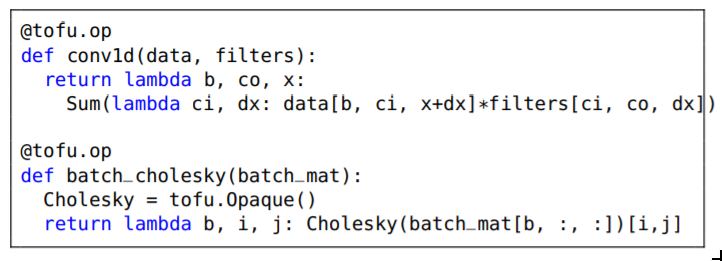 @tofu.op
def conv1d(data, filters):
  return lambda b, co, x:
    Sum(lambda ci, dx: data[b, ci, x+dx]*filters[ci, co, dx])

@tofu.op
def batch_cholesky(batch_mat):
  Cholesky = tofu.Opaque()
  return lambda b, i, j: Cholesky(batch_mat[b, :, :])[i,j]